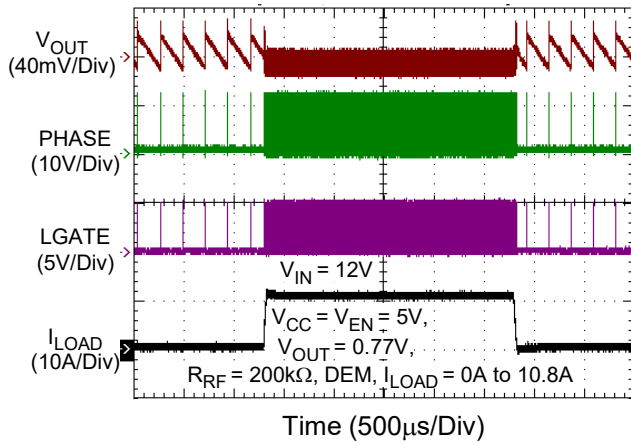 V_OUT
(40mV/Div)
PHASE
(10V/Div)
LGATE
(5V/Div)
V_IN = 12V
V_CC = V_EN = 5V,
I_LOAD
(10A/Div)
V_OUT = 0.77V,
R_RF = 200kΩ, DEM, I_LOAD = 0A to 10.8A
Time (500μs/Div)